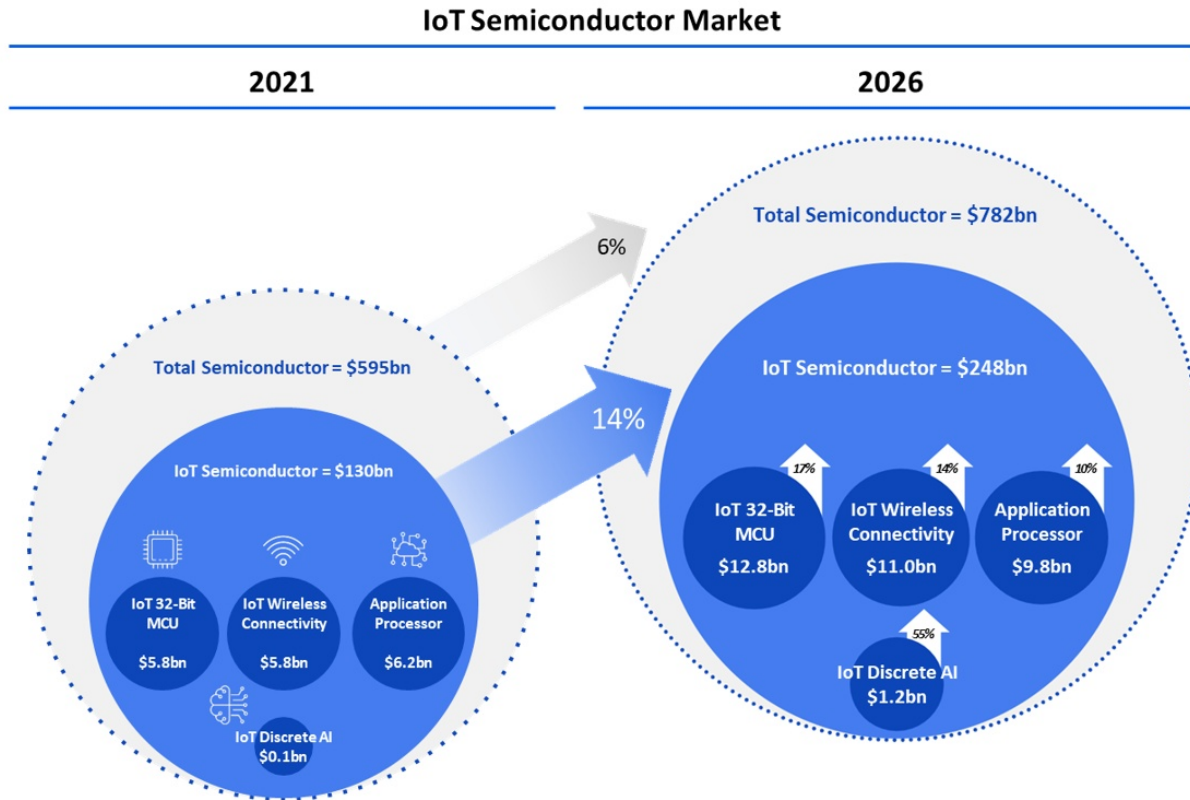 IoT Semiconductor Market
2021
2026
Total Semiconductor = $595bn
IoT Semiconductor = $130bn
IoT 32-Bit
MCU
$5.8bn
IoT Wireless
Connectivity
$5.8bn
Application
Processor
$6.2bn
IoT Discrete AI
$0.1bn
6%
14%
Total Semiconductor = $782bn
IoT Semiconductor = $248bn
17%
IoT 32-Bit
MCU
$12.8bn
14%
IoT Wireless
Connectivity
$11.0bn
10%
Application
Processor
$9.8bn
55%
IoT Discrete AI
$1.2bn